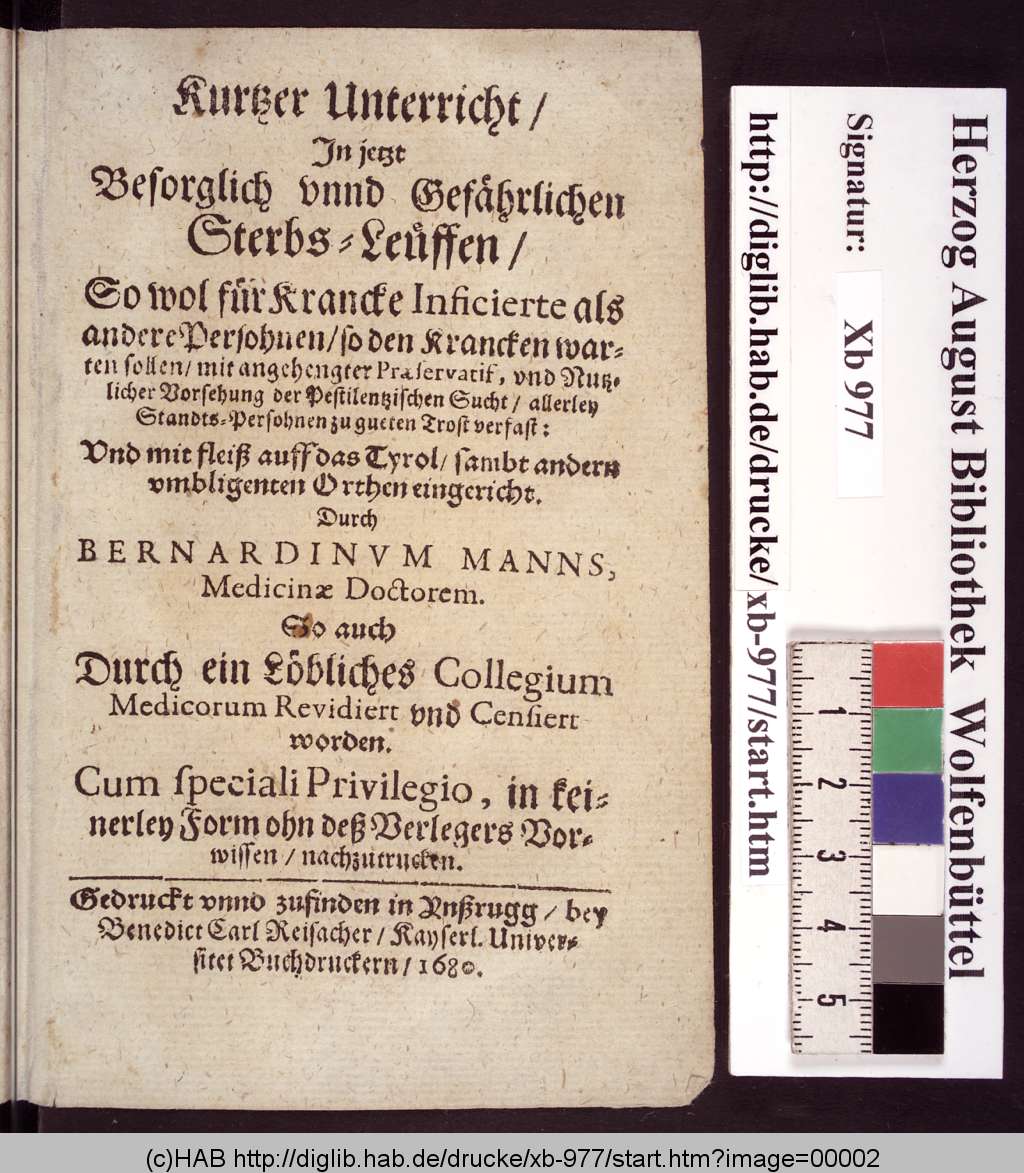 Kurtzer Unterricht /
In jetzt
Besorglich vnnd Gefährlichen
Sterbs-Leüffen /
So wol für Krancke Inficierte als
andere Persohnen / so den Krancken war-
ten sollen / mit angehengter Præservatif, vnd Nutz-
licher Vorsehung der Pestilentzischen Sucht / allerley
Standts-Persohnen zu gueten Trost verfast:
Vnd mit fleiß auff das Tyrol / sambt andern
vmbligenten Orthen eingericht.
Durch
BERNARDINVM MANNS,
Medicinæ Doctorem.
So auch
Durch ein Löbliches Collegium
Medicorum Revidiert vnd Censiert
worden.
Cum speciali Privilegio, in kei-
nerley Form ohn deß Verlegers Vor-
wissen / nachzutrucken.
Gedruckt vnnd zufinden in Ynßrugg / bey
Benedict Carl Reisacher / Kayserl. Univer-
sitet Buchdruckern / 1680.
Herzog August Bibliothek Wolfenbüttel
Signatur: Xb 977
http://diglib.hab.de/drucke/xb-977/start.htm
1
2
3
4
5
(c)HAB http://diglib.hab.de/drucke/xb-977/start.htm?image=00002